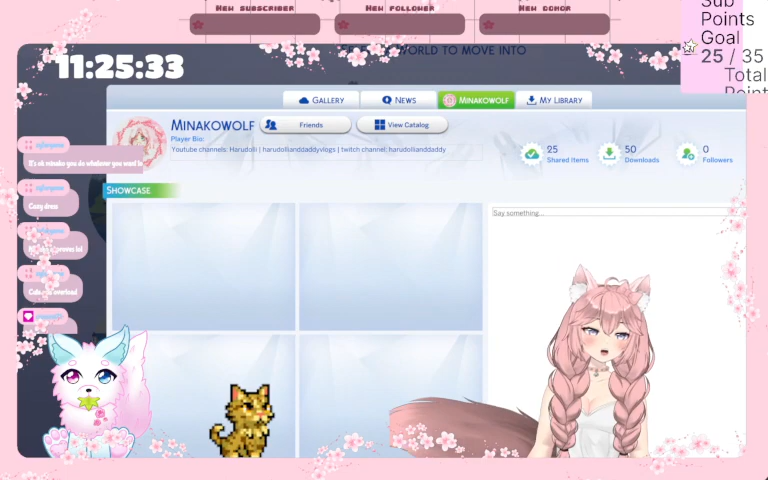 New Subscriber
New Follower
New Donor
Sub
Points
Goal
25 / 35
Total
Point
11:25:33
WORLD TO MOVE INTO
Gallery
News
Minakowolf
My Library
Minakowolf
Friends
View Catalog
Player Bio:
Youtube channels: Harudolli | harudollianddaddyvlogs | twitch channel: harudollianddaddy
25
Shared Items
50
Downloads
0
Followers
Showcase
Say something...
It's ok minako you do whatever you want
Cozy dress
overload